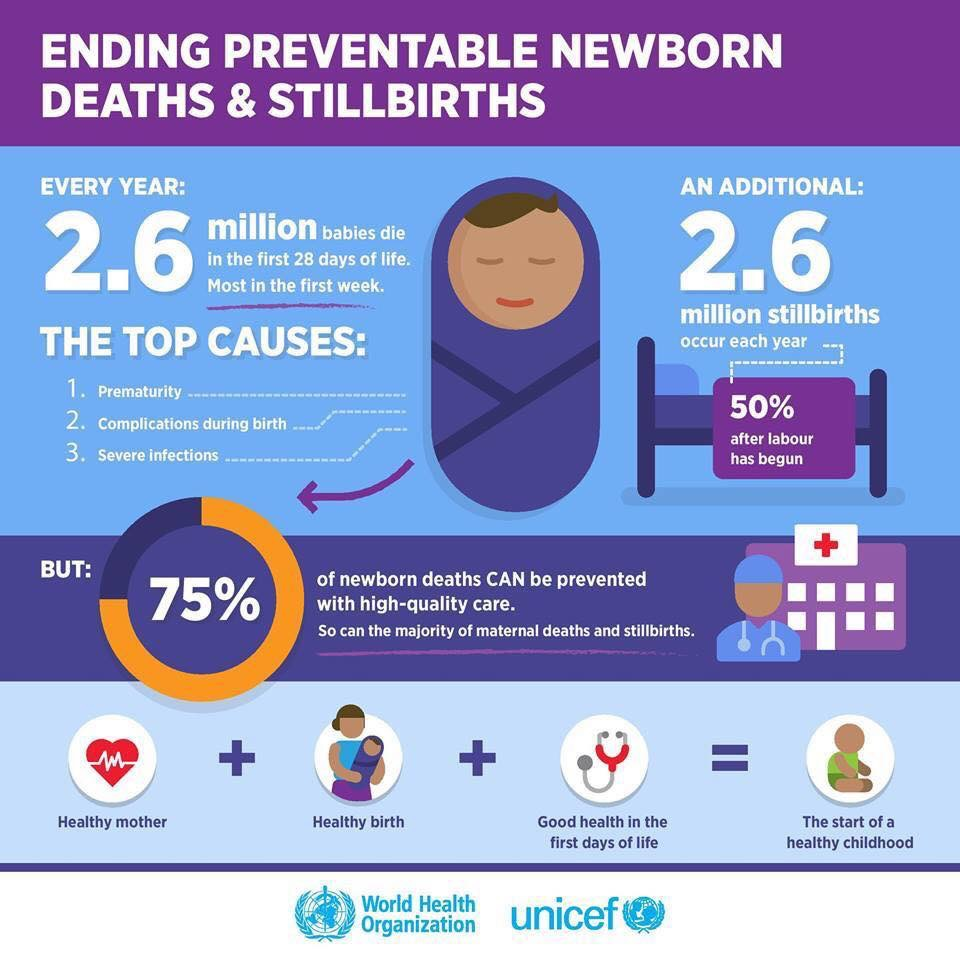 ENDING PREVENTABLE NEWBORN
DEATHS & STILLBIRTHS
EVERY YEAR:
2.6 million babies die
in the first 28 days of life.
Most in the first week.
THE TOP CAUSES:
1. Prematurity
2. Complications during birth
3. Severe infections
AN ADDITIONAL:
2.6
million stillbirths
occur each year
50%
after labour
has begun
BUT:
75%
of newborn deaths CAN be prevented
with high-quality care.
So can the majority of maternal deaths and stillbirths.
Healthy mother
+
Healthy birth
+
Good health in the
first days of life
=
The start of a
healthy childhood
World Health
Organization
unicef